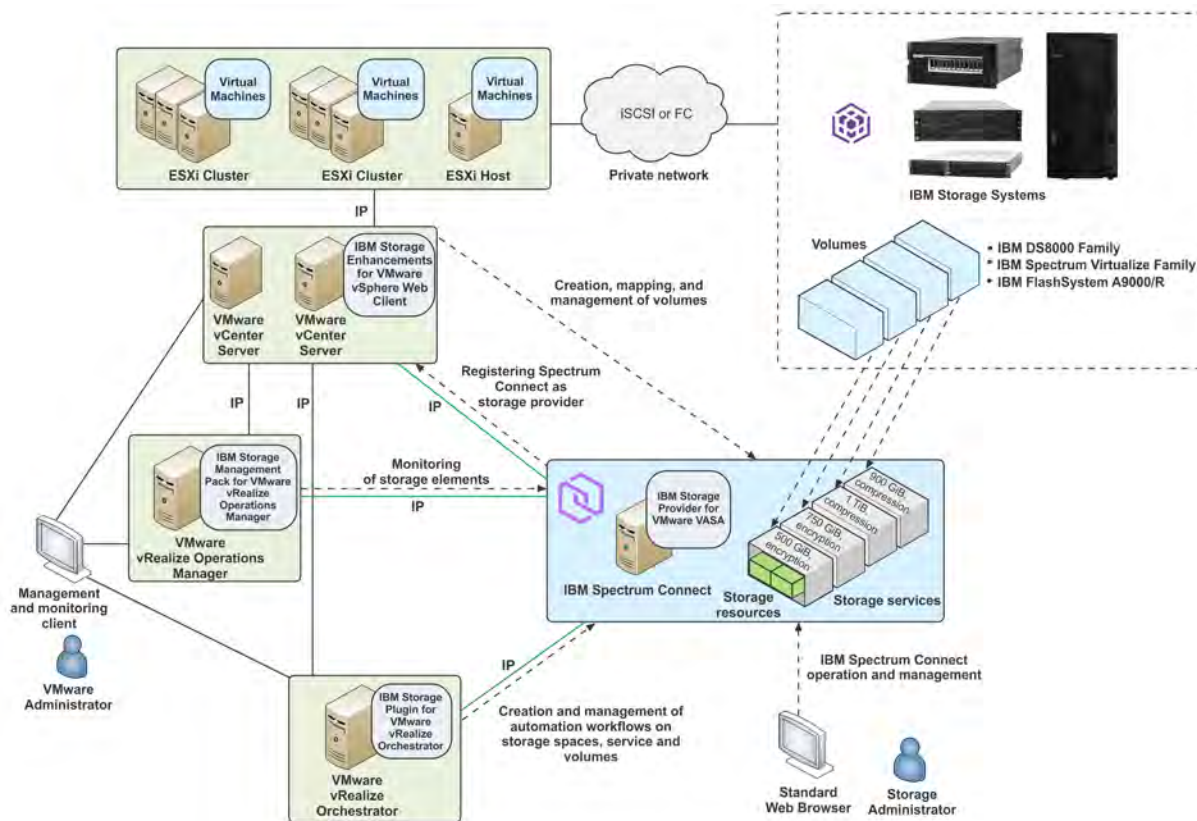 Virtual
Machines
Virtual
Machines
Virtual
Machines
ESXi Cluster
ESXi Cluster
ESXi Host
iSCSI or FC
Private network
IBM Storage Systems
Volumes
• IBM DS8000 Family
• IBM Spectrum Virtualize Family
• IBM FlashSystem A9000/R
IP
IBM Storage
Enhancements
for VMware
vSphere Web
Client
VMware
vCenter
Server
VMware
vCenter
Server
Creation, mapping, and
management of volumes
Registering Spectrum
Connect as
storage provider
IP
IP
IP
IBM Storage
Management
Pack for VMware
vRealize
Operations
Manager
VMware
vRealize Operations
Manager
Monitoring
of storage elements
IP
IBM Storage
Provider for
VMware VASA
IBM Spectrum Connect
900 GiB,
compression
1 TiB,
compression
750 GiB,
encryption
500 GiB,
encryption
Storage
resources
Storage services
Management
and monitoring
client
VMware
Administrator
IP
IBM Storage
Plugin for
VMware
vRealize
Orchestrator
VMware
vRealize
Orchestrator
Creation and management of
automation workflows on
storage spaces, service and
volumes
IBM Spectrum Connect
operation and management
Standard
Web Browser
Storage
Administrator